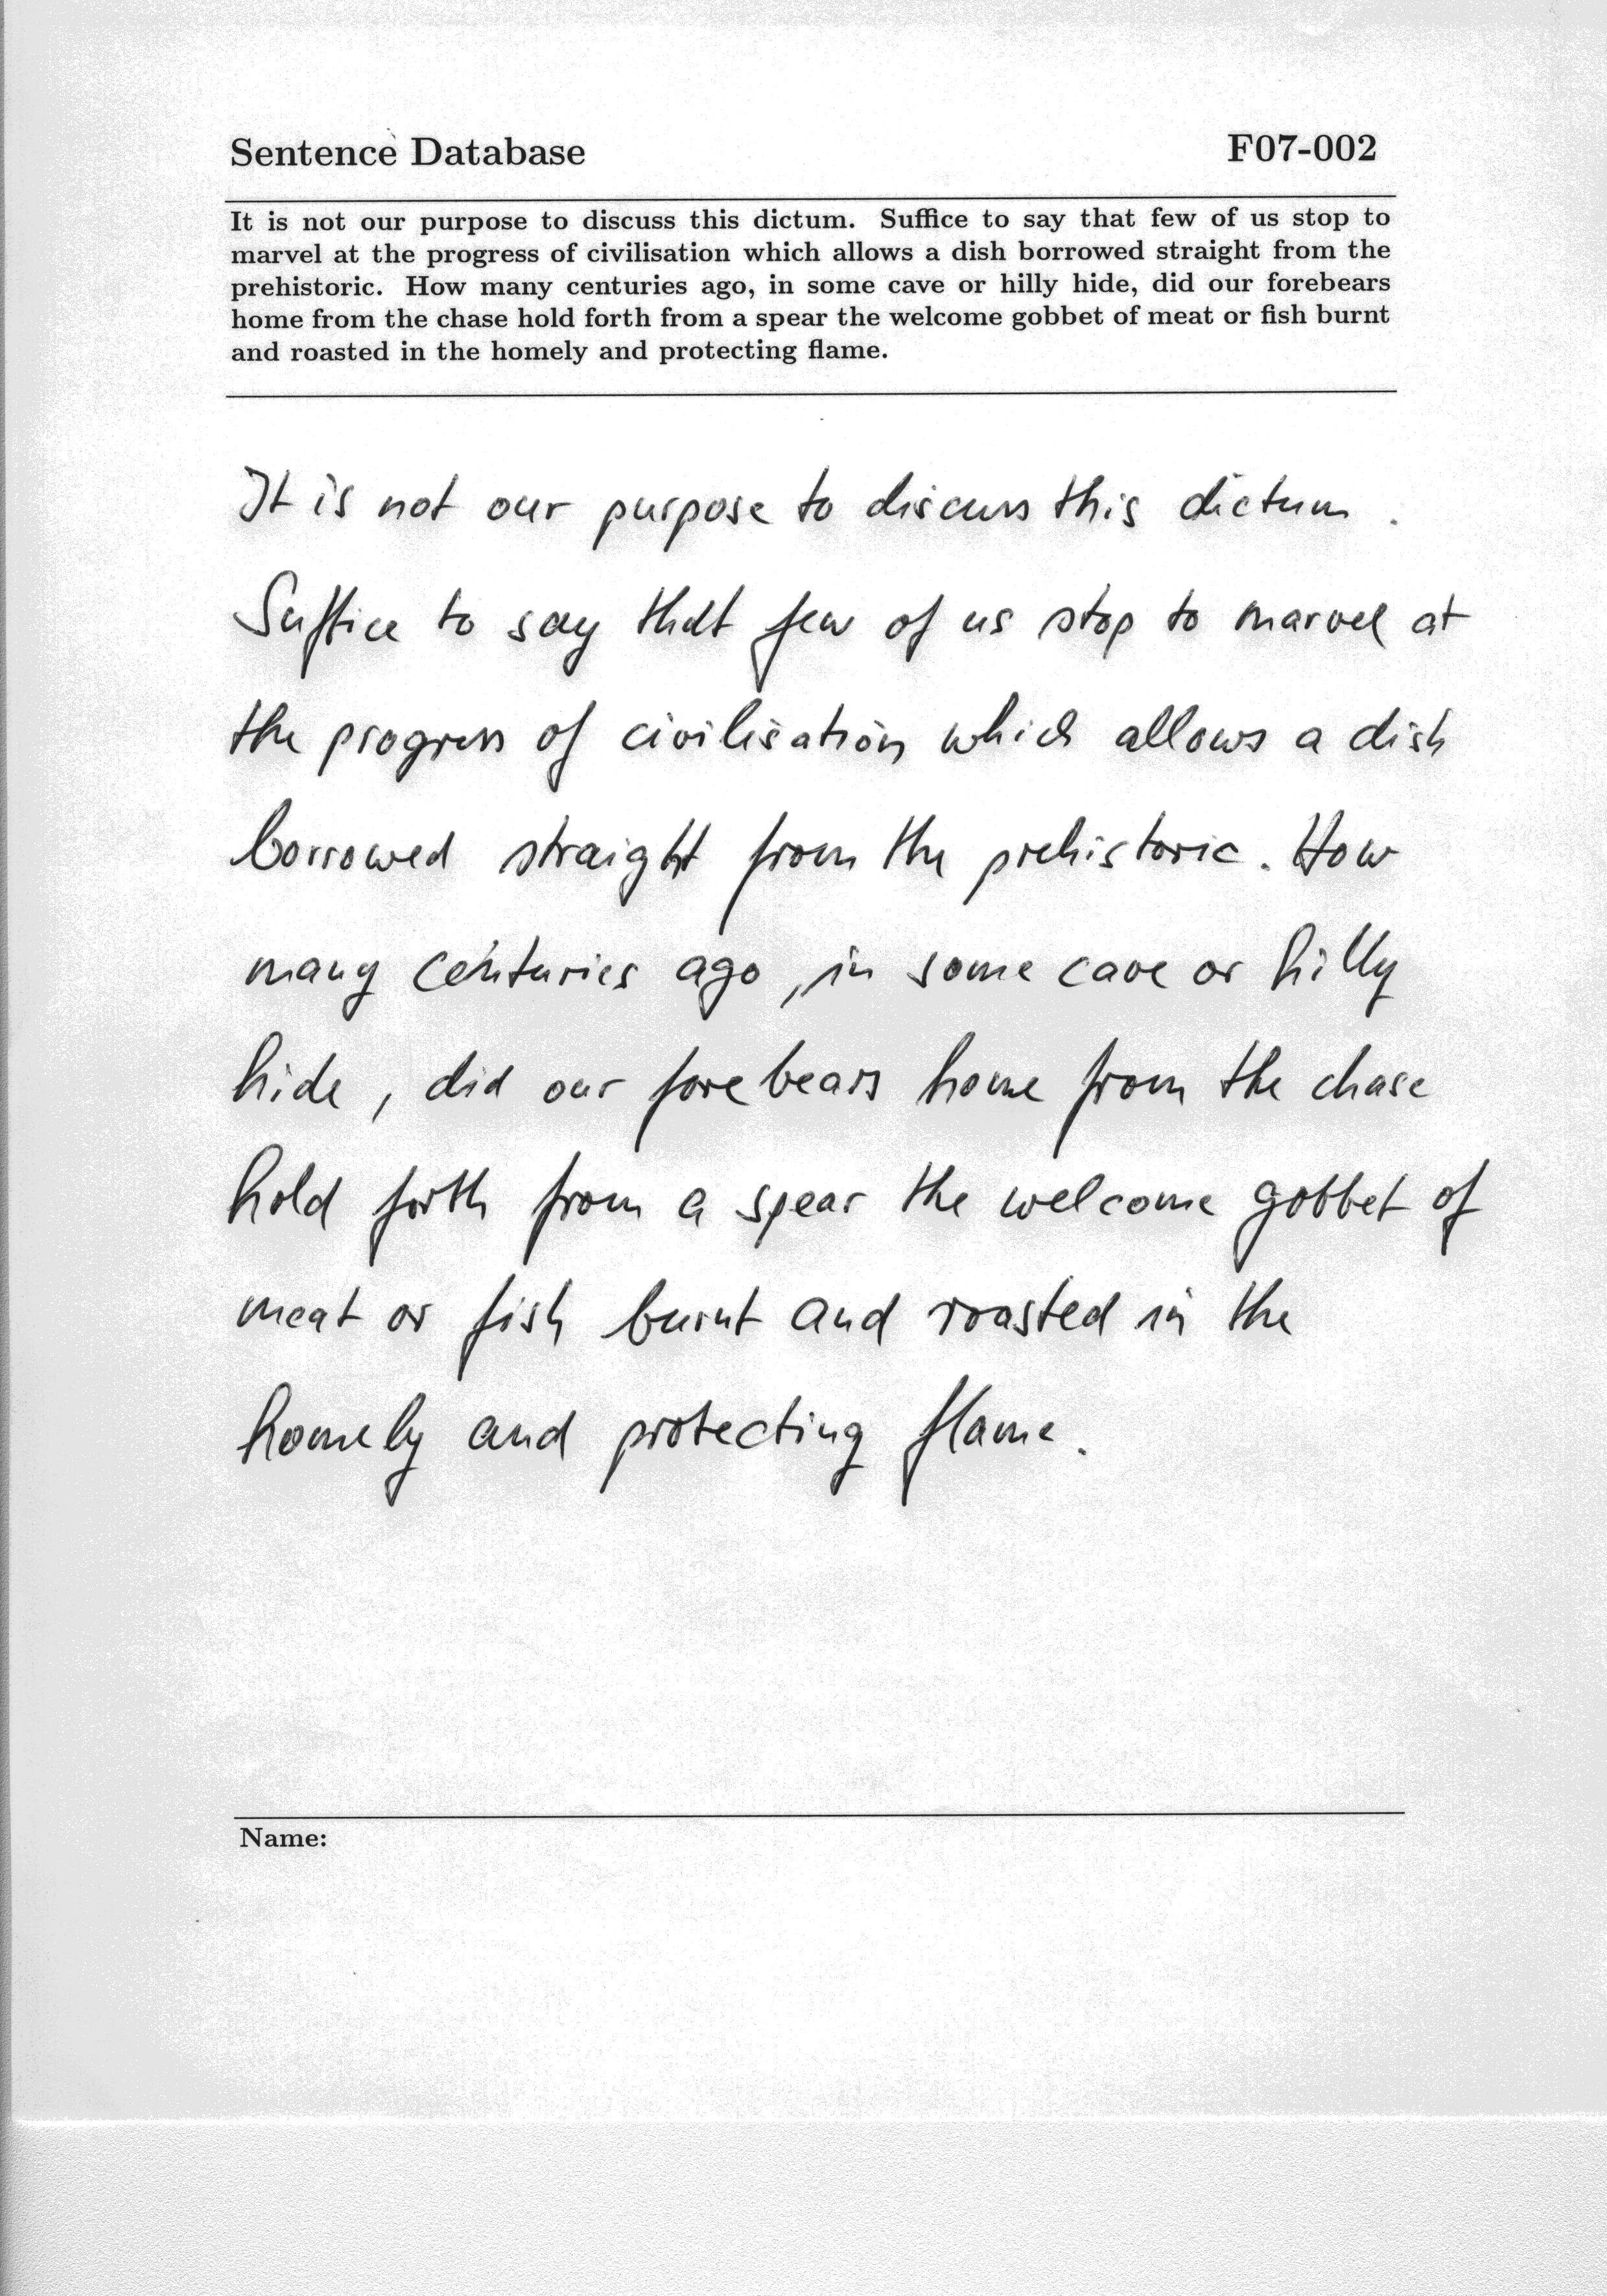 Sentence Database F07-002
It is not our purpose to discuss this dictum. Suffice to say that few of us stop to
marvel at the progress of civilisation which allows a dish borrowed straight from the
prehistoric. How many centuries ago, in some cave or hilly hide, did our forebears
home from the chase hold forth from a spear the welcome gobbet of meat or fish burnt
and roasted in the homely and protecting flame.
It is not our purpose to discuss this dictum .
Suffice to say that few of us stop to marvel at
the progress of civilisation which allows a dish
borrowed straight from the prehistoric. How
many centuries ago , in some cave or hilly
hide , did our forebears home from the chase
hold forth from a spear the welcome gobbet of
meat or fish burnt and roasted in the
homely and protecting flame.
Name: